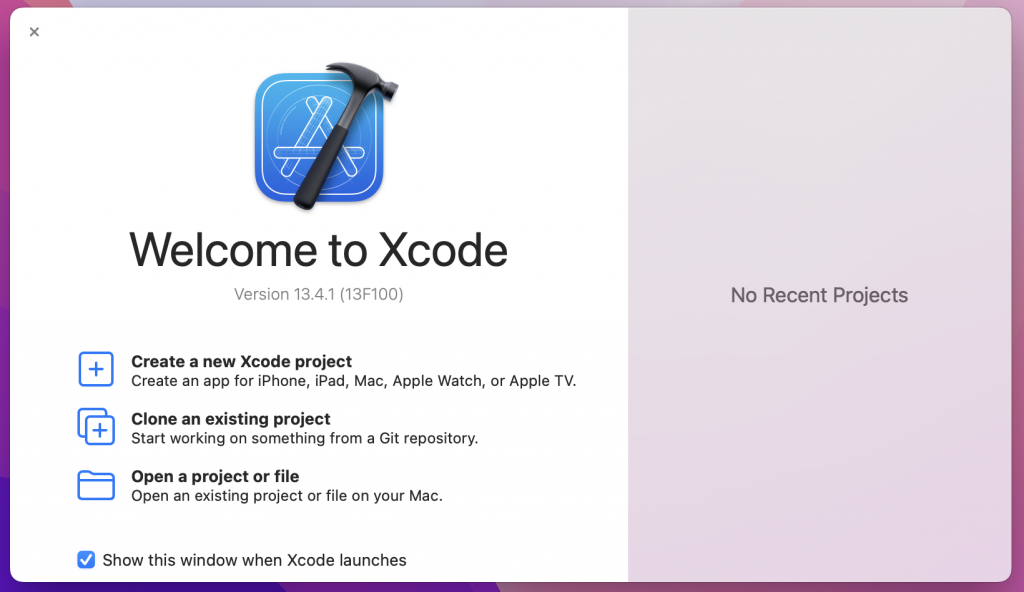 Welcome to Xcode
Version 13.4.1 (13F100)
Create a new Xcode project
Create an app for iPhone, iPad, Mac, Apple Watch, or Apple TV.
Clone an existing project
Start working on something from a Git repository.
Open a project or file
Open an existing project or file on your Mac.
Show this window when Xcode launches
No Recent Projects